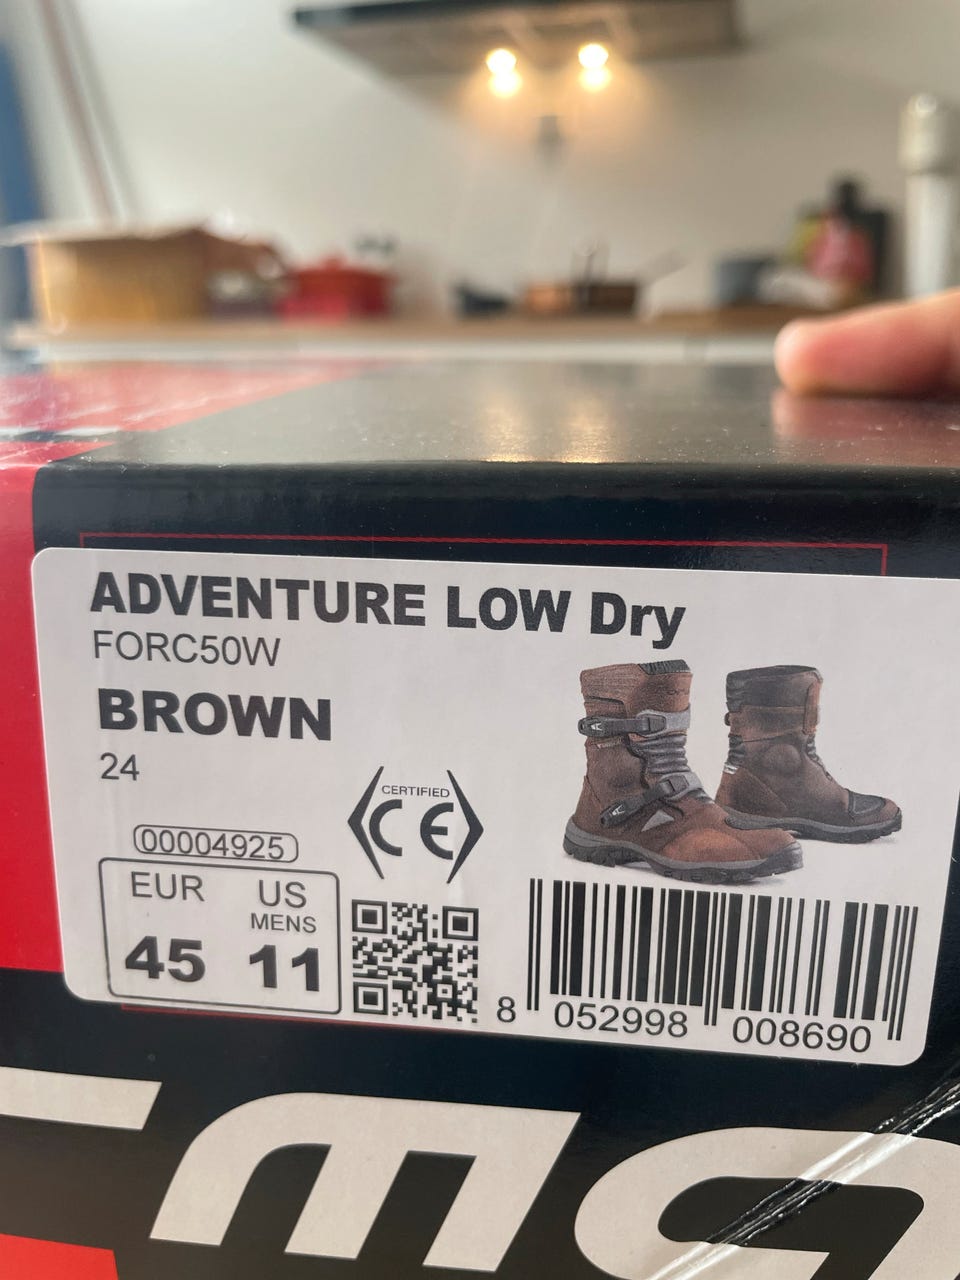 ADVENTURE LOW Dry
FORC50W
BROWN
24
CERTIFIED
CE
00004925
EUR US
MENS
45 11
8 052998 008690